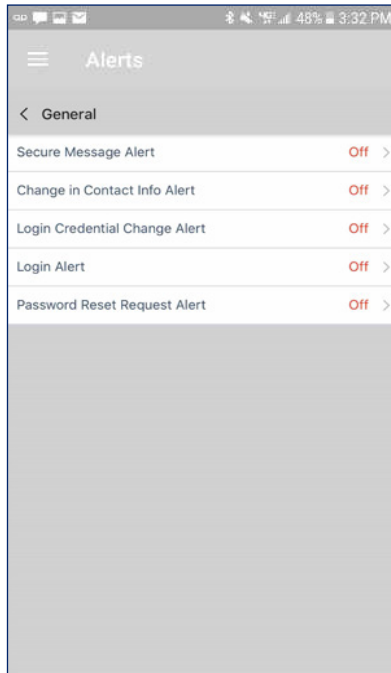 48% 3:32 PM
Alerts
General
Secure Message Alert Off
Change in Contact Info Alert Off
Login Credential Change Alert Off
Login Alert Off
Password Reset Request Alert Off